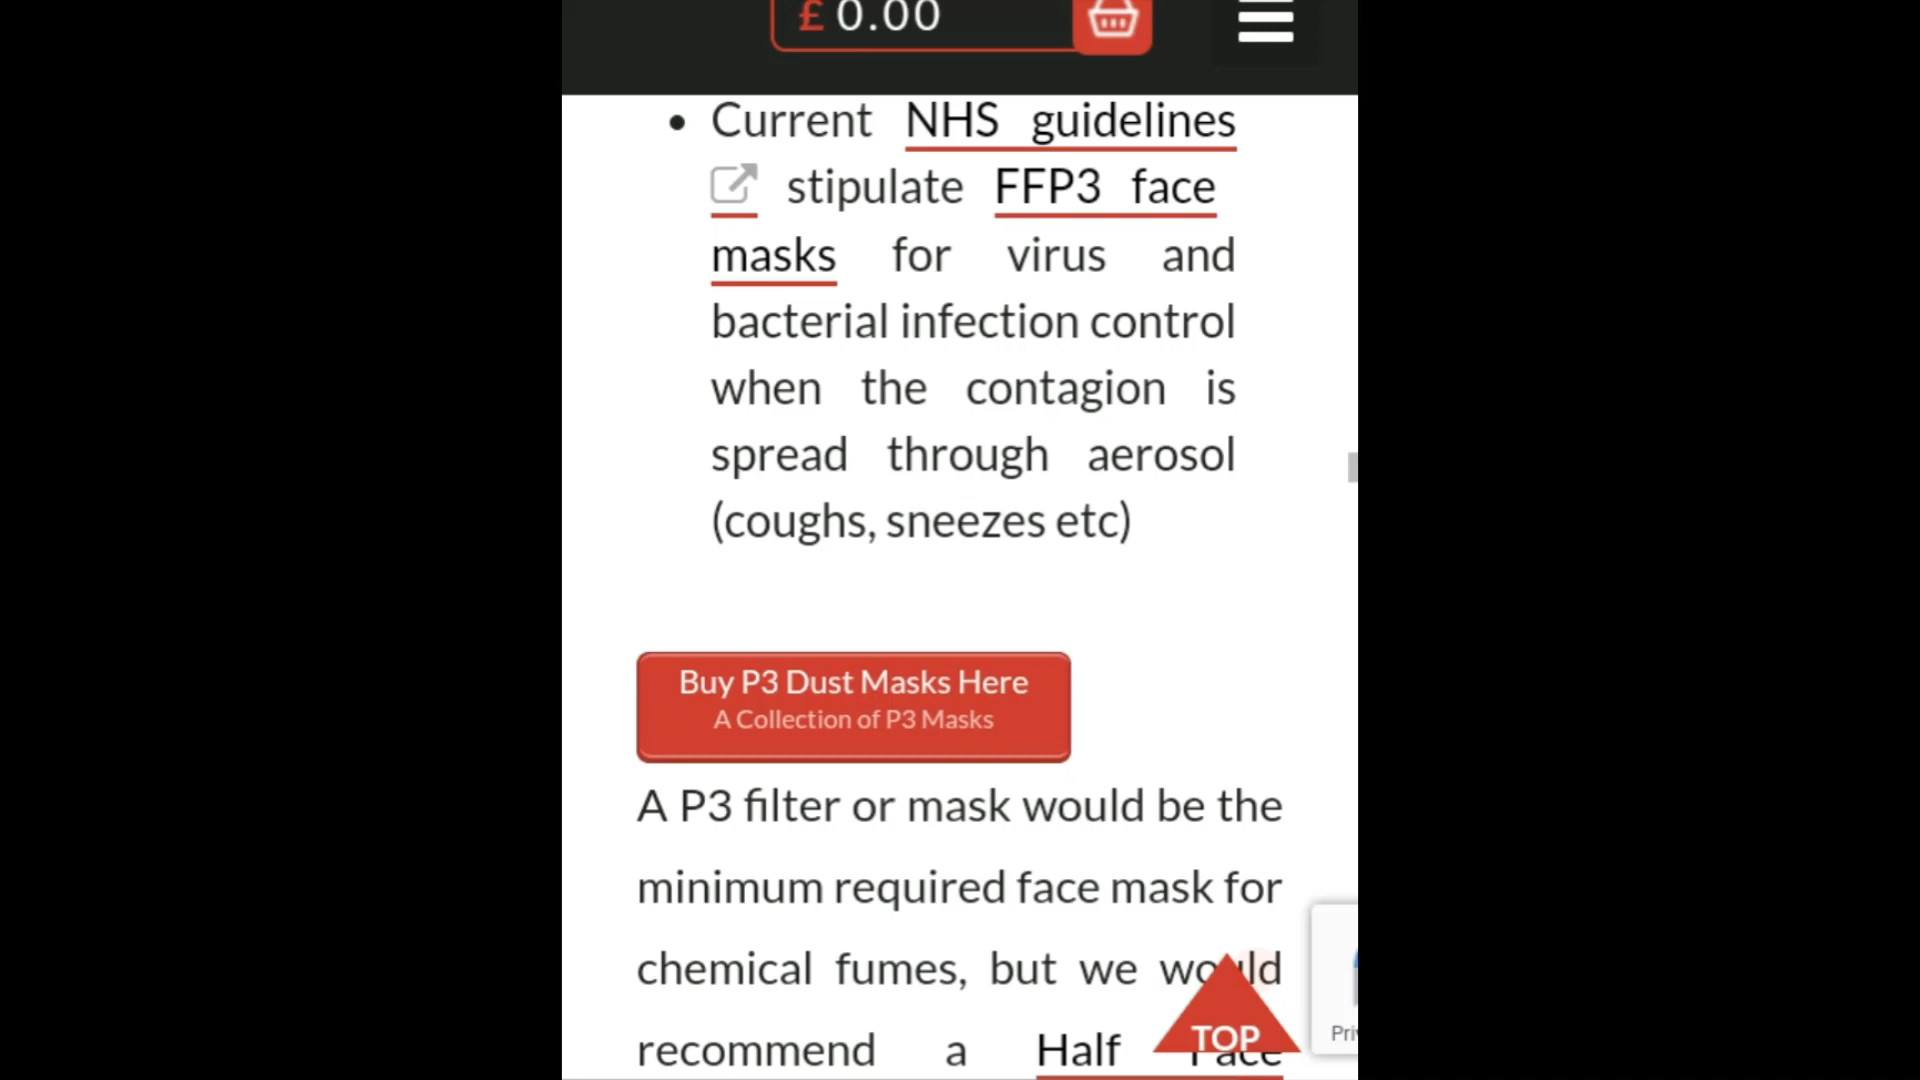 £ 0.00
• Current NHS guidelines
stipulate FFP3 face
masks for virus and
bacterial infection control
when the contagion is
spread through aerosol
(coughs, sneezes etc)
Buy P3 Dust Masks Here
A Collection of P3 Masks
A P3 filter or mask would be the
minimum required face mask for
chemical fumes, but we would
recommend a Half Face
TOP